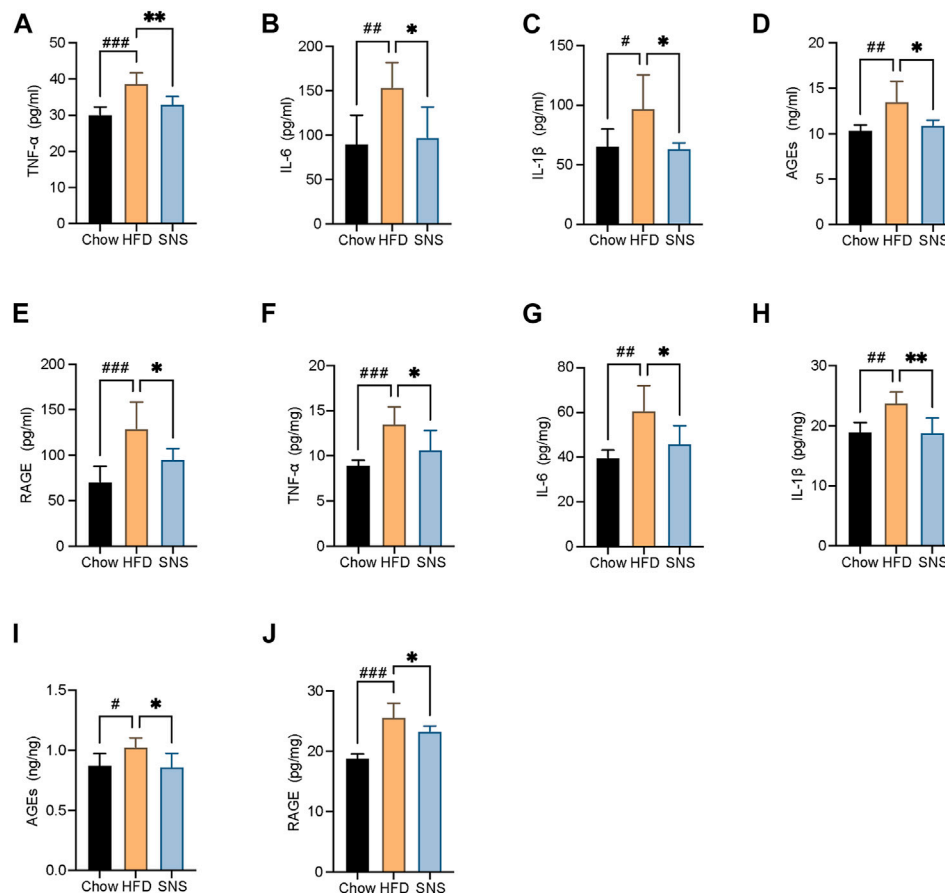 A
TNF-α (pg/ml)
50
40
30
20
10
0
###
**
Chow HFD SNS
B
IL-6 (pg/ml)
200
150
100
50
0
##
*
Chow HFD SNS
C
IL-1β (pg/ml)
150
100
50
0
#
*
Chow HFD SNS
D
AGEs (ng/ml)
20
15
10
5
0
##
*
Chow HFD SNS
E
RAGE (pg/ml)
200
150
100
50
0
###
*
Chow HFD SNS
F
TNF-α (pg/mg)
20
15
10
5
0
###
*
Chow HFD SNS
G
IL-6 (pg/mg)
80
60
40
20
0
##
*
Chow HFD SNS
H
IL-1β (pg/mg)
30
20
10
0
##
**
Chow HFD SNS
I
AGEs (ng/ng)
1.5
1.0
0.5
0.0
#
*
Chow HFD SNS
J
RAGE (pg/mg)
30
20
10
0
###
*
Chow HFD SNS